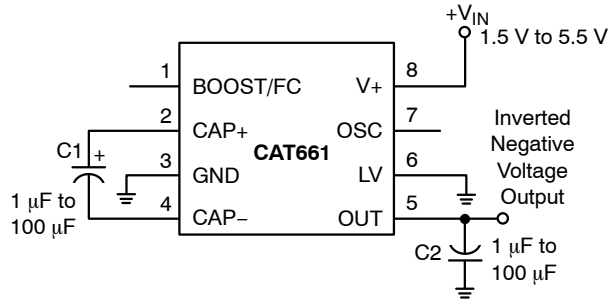 +VIN
1.5 V to 5.5 V
1
BOOST/FC
V+
8
2
CAP+
OSC
7
CAT661
C1
+
3
GND
LV
6
Inverted
Negative
Voltage
Output
1 μF to
100 μF
4
CAP−
OUT
5
C2
1 μF to
100 μF